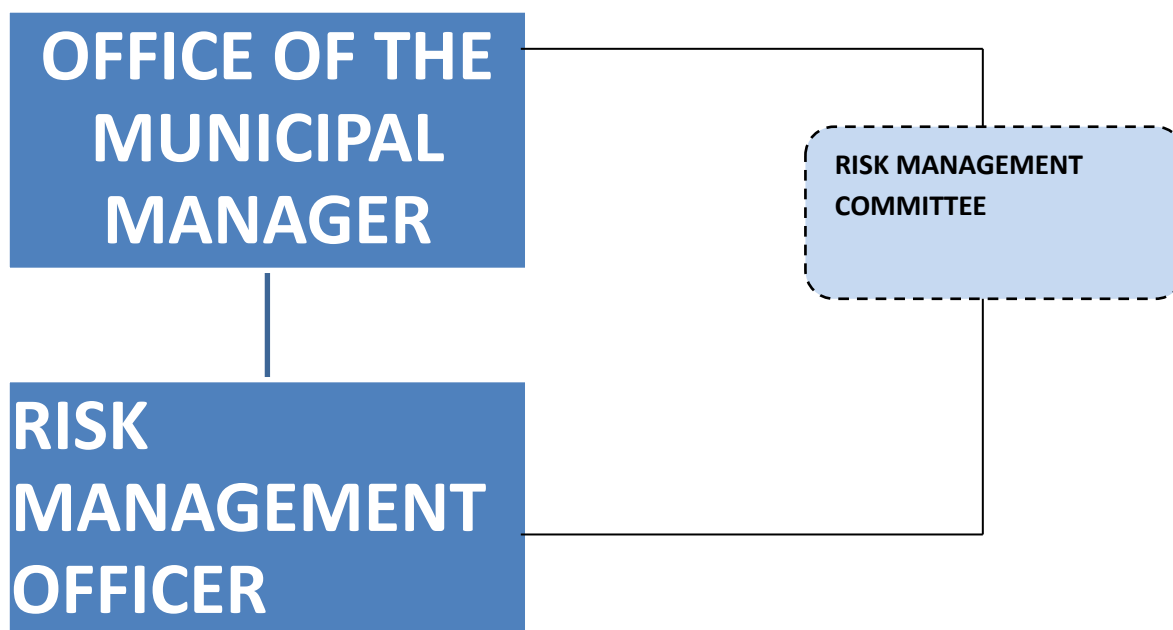 OFFICE OF THE
MUNICIPAL
MANAGER
RISK MANAGEMENT
COMMITTEE
RISK
MANAGEMENT
OFFICER